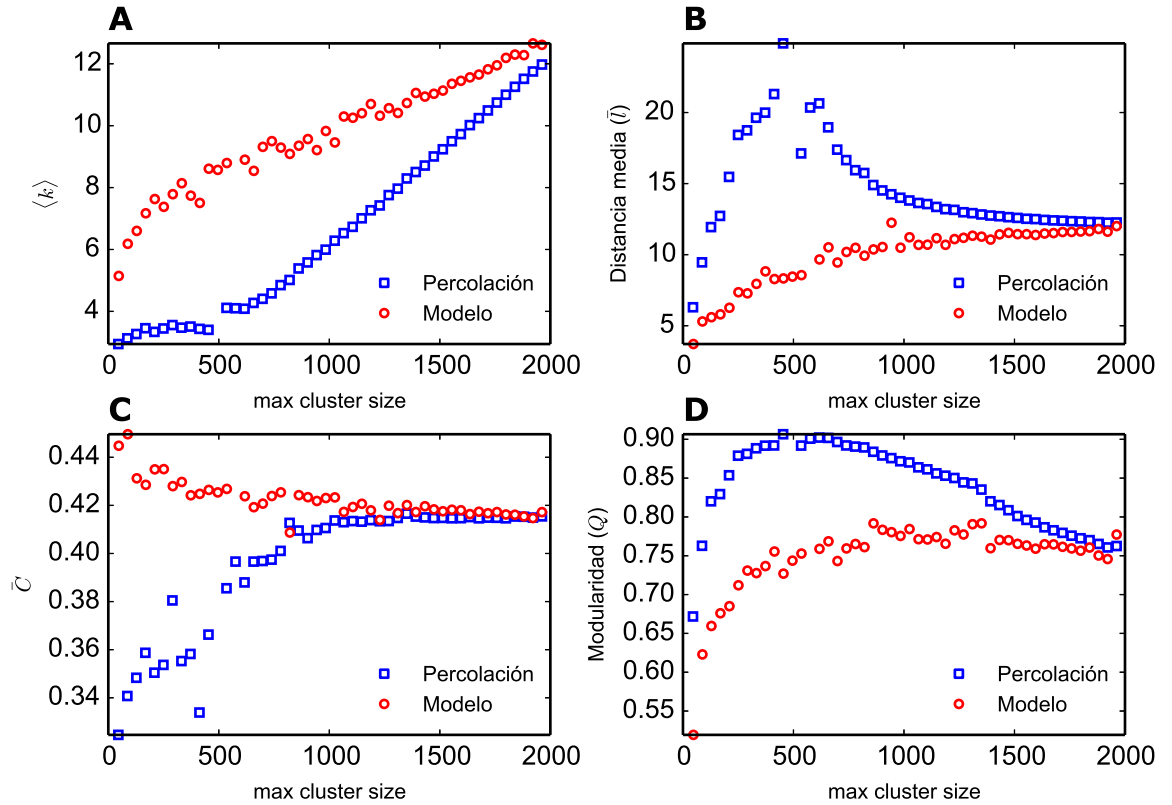 A
⟨k⟩
12
10
8
6
4
0
500
1000
1500
2000
max cluster size
Percolación
Modelo
B
Distancia media (l̄)
20
15
10
5
0
500
1000
1500
2000
max cluster size
Percolación
Modelo
C
C̄
0.44
0.42
0.40
0.38
0.36
0.34
0
500
1000
1500
2000
max cluster size
Percolación
Modelo
D
Modularidad (Q)
0.90
0.85
0.80
0.75
0.70
0.65
0.60
0.55
0
500
1000
1500
2000
max cluster size
Percolación
Modelo